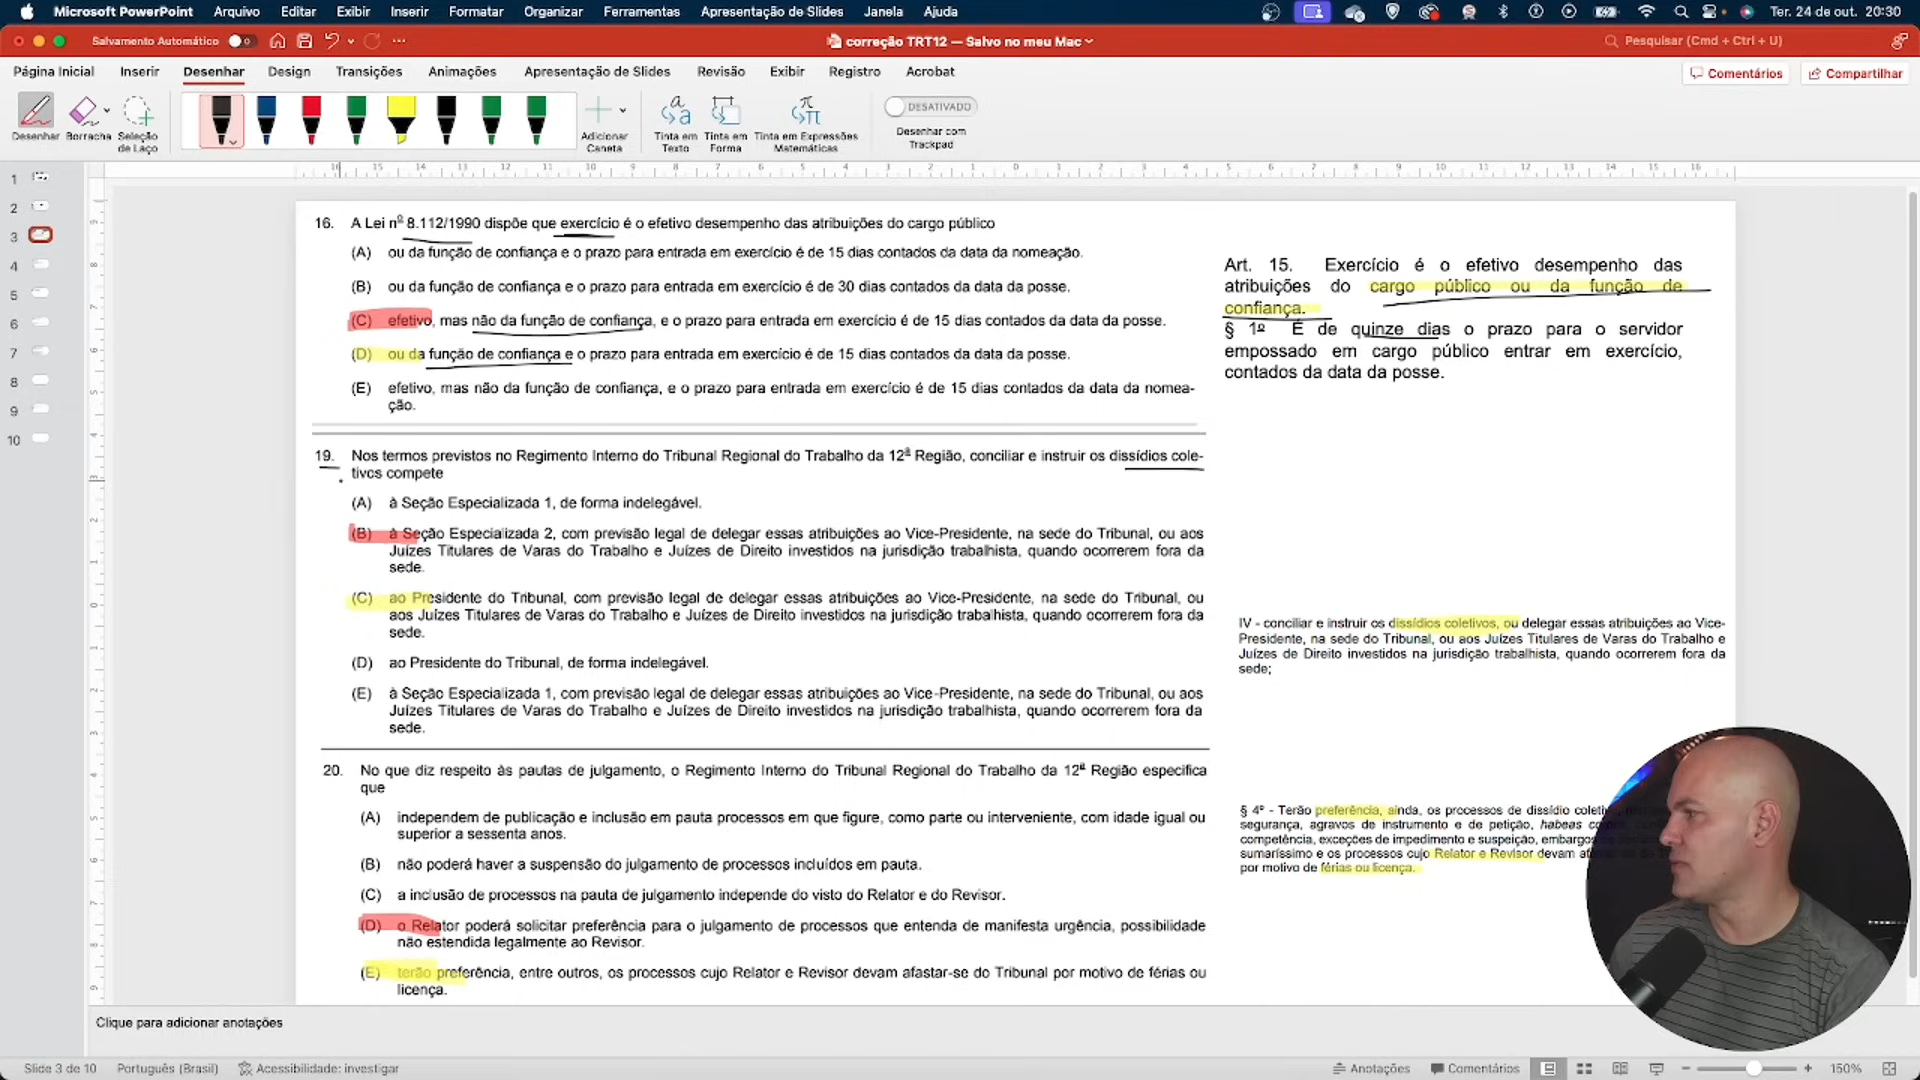 Microsoft PowerPoint Arquivo Editar Exibir Inserir Formatar Organizar Ferramentas Apresentação de Slides Janela Ajuda Ter. 24 de out. 20:30
Salvamento Automático correção TRT12 — Salvo no meu Mac Pesquisar (Cmd + Ctrl + U)
Página Inicial Inserir Desenhar Design Transições Animações Apresentação de Slides Revisão Exibir Registro Acrobat Comentários Compartilhar
DESATIVADO
Desenhar Borracha Seleção de Laço Adicionar Caneta Tinta em Texto Tinta em Forma Tinta em Expressões Matemáticas Desenhar com Trackpad
1
2
3
4
5
6
7
8
9
10
16. A Lei nº 8.112/1990 dispõe que exercício é o efetivo desempenho das atribuições do cargo público
(A) ou da função de confiança e o prazo para entrada em exercício é de 15 dias contados da data da nomeação.
(B) ou da função de confiança e o prazo para entrada em exercício é de 30 dias contados da data da posse.
(C) efetivo, mas não da função de confiança, e o prazo para entrada em exercício é de 15 dias contados da data da posse.
(D) ou da função de confiança e o prazo para entrada em exercício é de 15 dias contados da data da posse.
(E) efetivo, mas não da função de confiança, e o prazo para entrada em exercício é de 15 dias contados da data da nomea-
ção.
Art. 15. Exercício é o efetivo desempenho das
atribuições do cargo público ou da função de
confiança.
§ 1º É de quinze dias o prazo para o servidor
empossado em cargo público entrar em exercício,
contados da data da posse.
19. Nos termos previstos no Regimento Interno do Tribunal Regional do Trabalho da 12ª Região, conciliar e instruir os dissídios cole-
tivos compete
(A) à Seção Especializada 1, de forma indelegável.
(B) à Seção Especializada 2, com previsão legal de delegar essas atribuições ao Vice-Presidente, na sede do Tribunal, ou aos
Juízes Titulares de Varas do Trabalho e Juízes de Direito investidos na jurisdição trabalhista, quando ocorrerem fora da
sede.
(C) ao Presidente do Tribunal, com previsão legal de delegar essas atribuições ao Vice-Presidente, na sede do Tribunal, ou
aos Juízes Titulares de Varas do Trabalho e Juízes de Direito investidos na jurisdição trabalhista, quando ocorrerem fora da
sede.
(D) ao Presidente do Tribunal, de forma indelegável.
(E) à Seção Especializada 1, com previsão legal de delegar essas atribuições ao Vice-Presidente, na sede do Tribunal, ou aos
Juízes Titulares de Varas do Trabalho e Juízes de Direito investidos na jurisdição trabalhista, quando ocorrerem fora da
sede.
IV - conciliar e instruir os dissídios coletivos, ou delegar essas atribuições ao Vice-
Presidente, na sede do Tribunal, ou aos Juízes Titulares de Varas do Trabalho e
Juízes de Direito investidos na jurisdição trabalhista, quando ocorrerem fora da
sede;
20. No que diz respeito às pautas de julgamento, o Regimento Interno do Tribunal Regional do Trabalho da 12ª Região especifica
que
(A) independem de publicação e inclusão em pauta processos em que figure, como parte ou interveniente, com idade igual ou
superior a sessenta anos.
(B) não poderá haver a suspensão do julgamento de processos incluídos em pauta.
(C) a inclusão de processos na pauta de julgamento independe do visto do Relator e do Revisor.
(D) o Relator poderá solicitar preferência para o julgamento de processos que entenda de manifesta urgência, possibilidade
não estendida legalmente ao Revisor.
(E) terão preferência, entre outros, os processos cujo Relator e Revisor devam afastar-se do Tribunal por motivo de férias ou
licença.
§ 4º - Terão preferência, ainda, os processos de dissídio
segurança, agravos de instrumento e de petição, habeas
competência, exceções de impedimento e suspeição,
sumaríssimo e os processos cujo Relator e Revisor devam
por motivo de férias ou licença.
Clique para adicionar anotações
Slide 3 de 10 Português (Brasil) Acessibilidade: investigar Anotações Comentários 150%